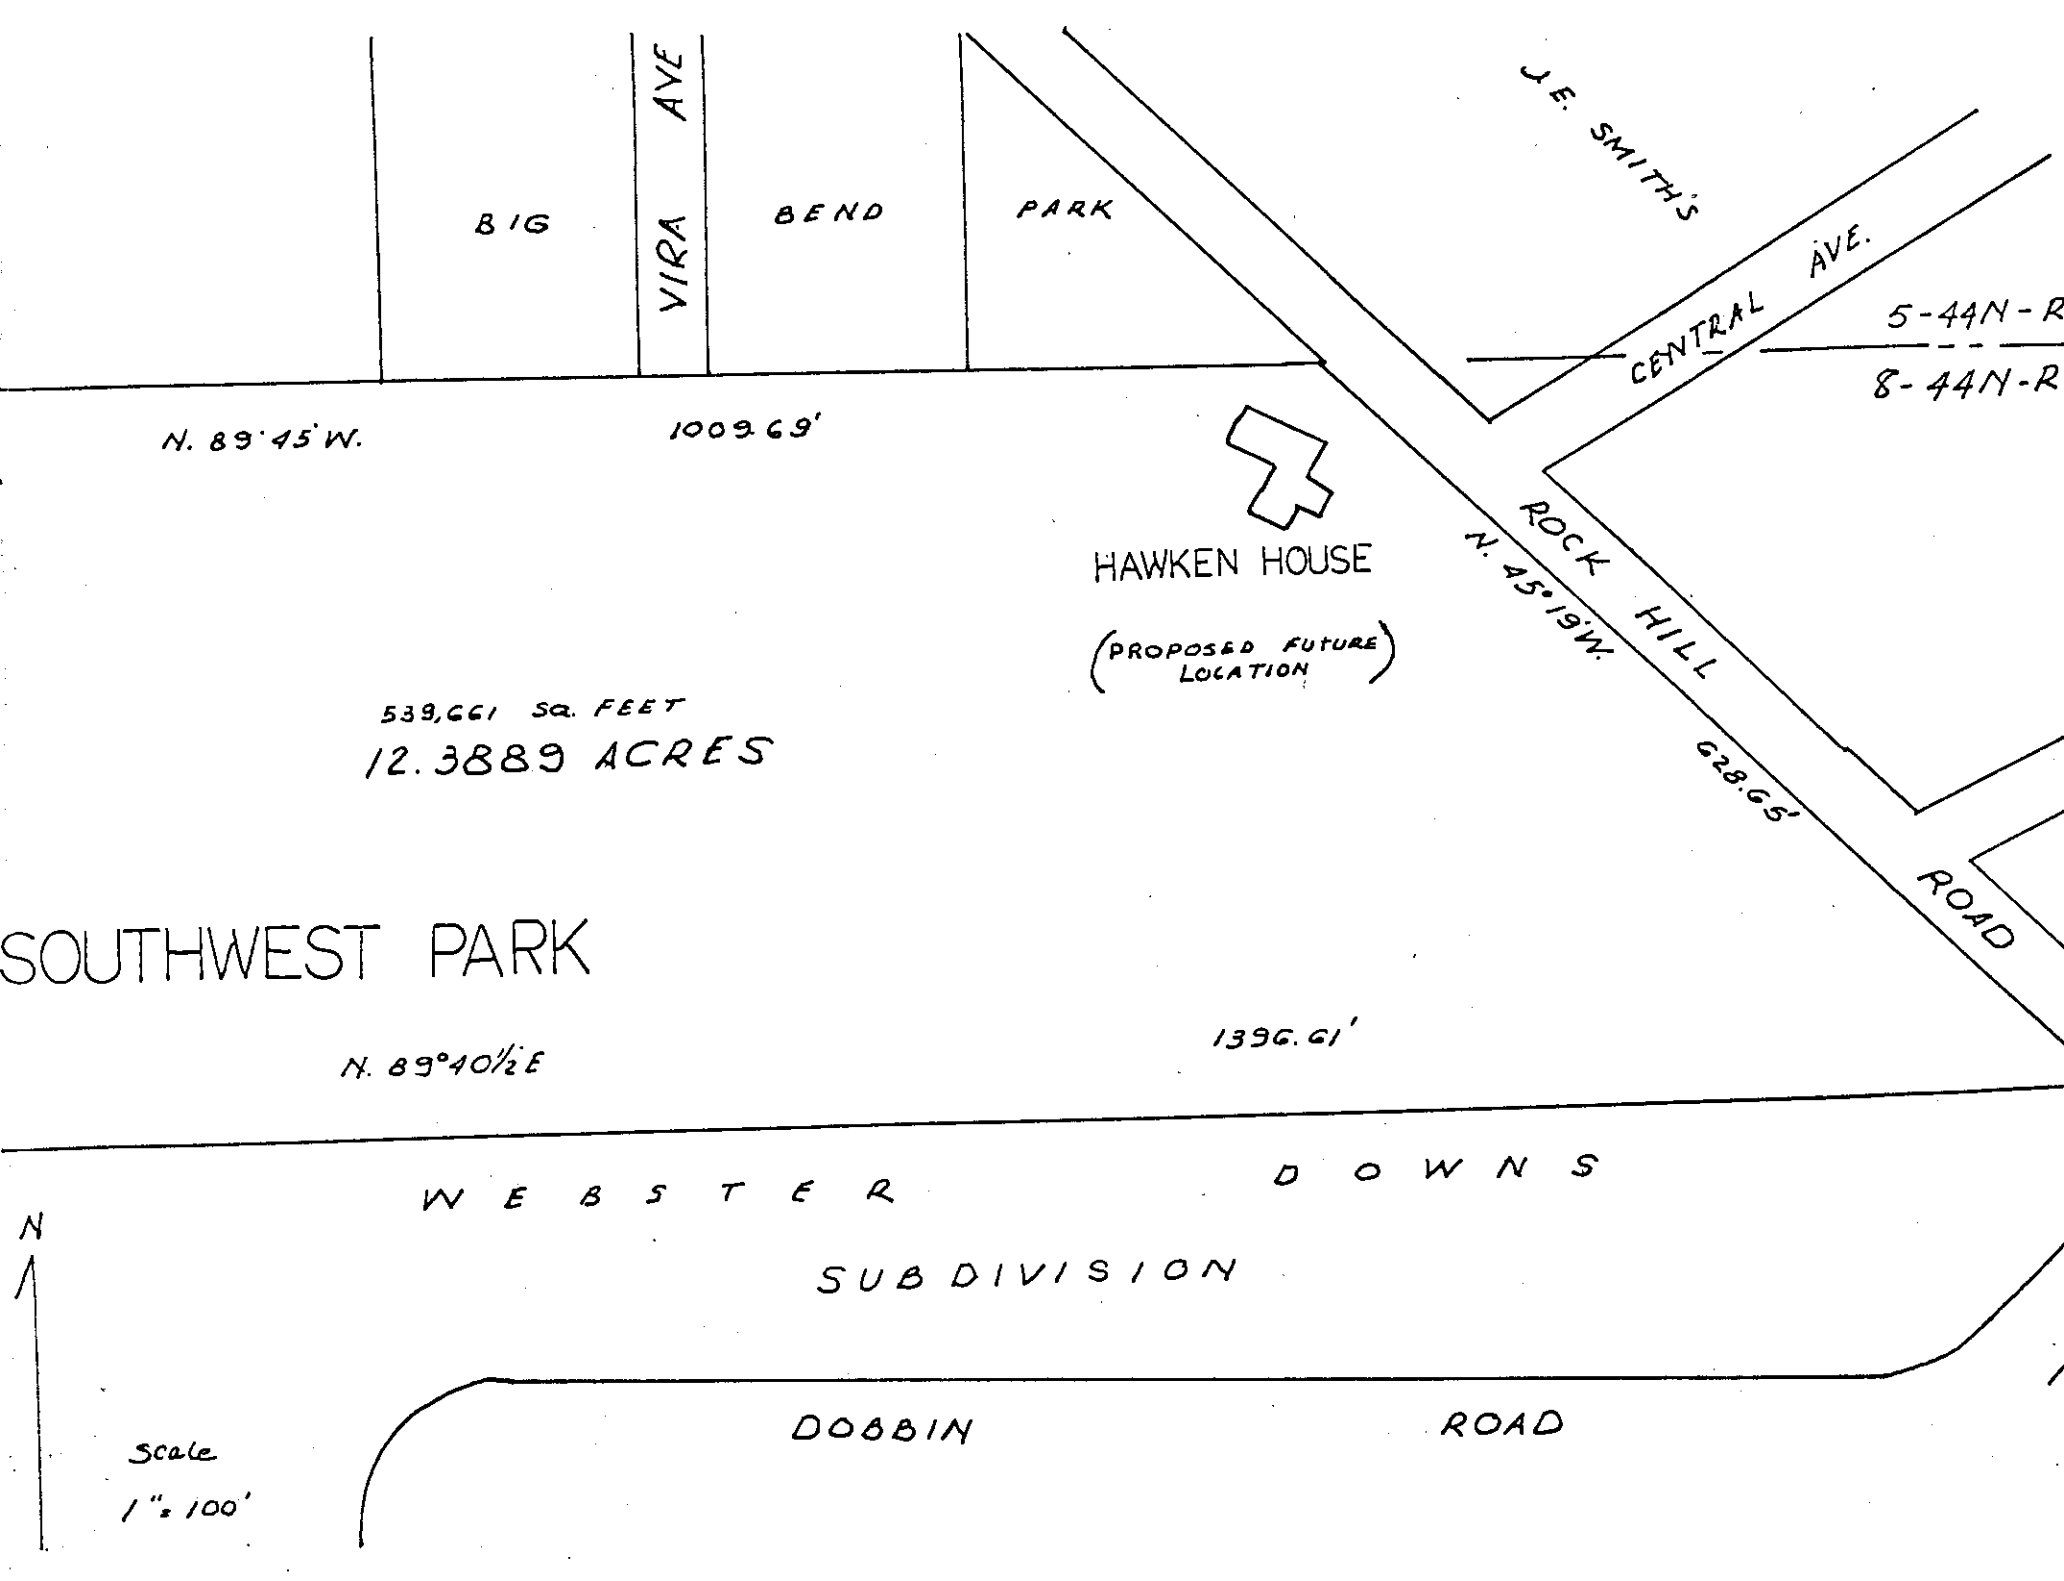 J. E. SMITH'S
VIRA AVE
BIG BEND PARK
CENTRAL AVE.
5-44N-R
8-44N-R
N. 89°45'W.
1009.69'
HAWKEN HOUSE
(PROPOSED FUTURE
LOCATION)
ROCK HILL ROAD
N. 45°19'W.
628.65'
539,661 SQ. FEET
12.3889 ACRES
SOUTHWEST PARK
N. 89°40½ E
1396.61'
WEBSTER DOWNS
SUBDIVISION
N
DOBBIN ROAD
Scale
1"= 100'